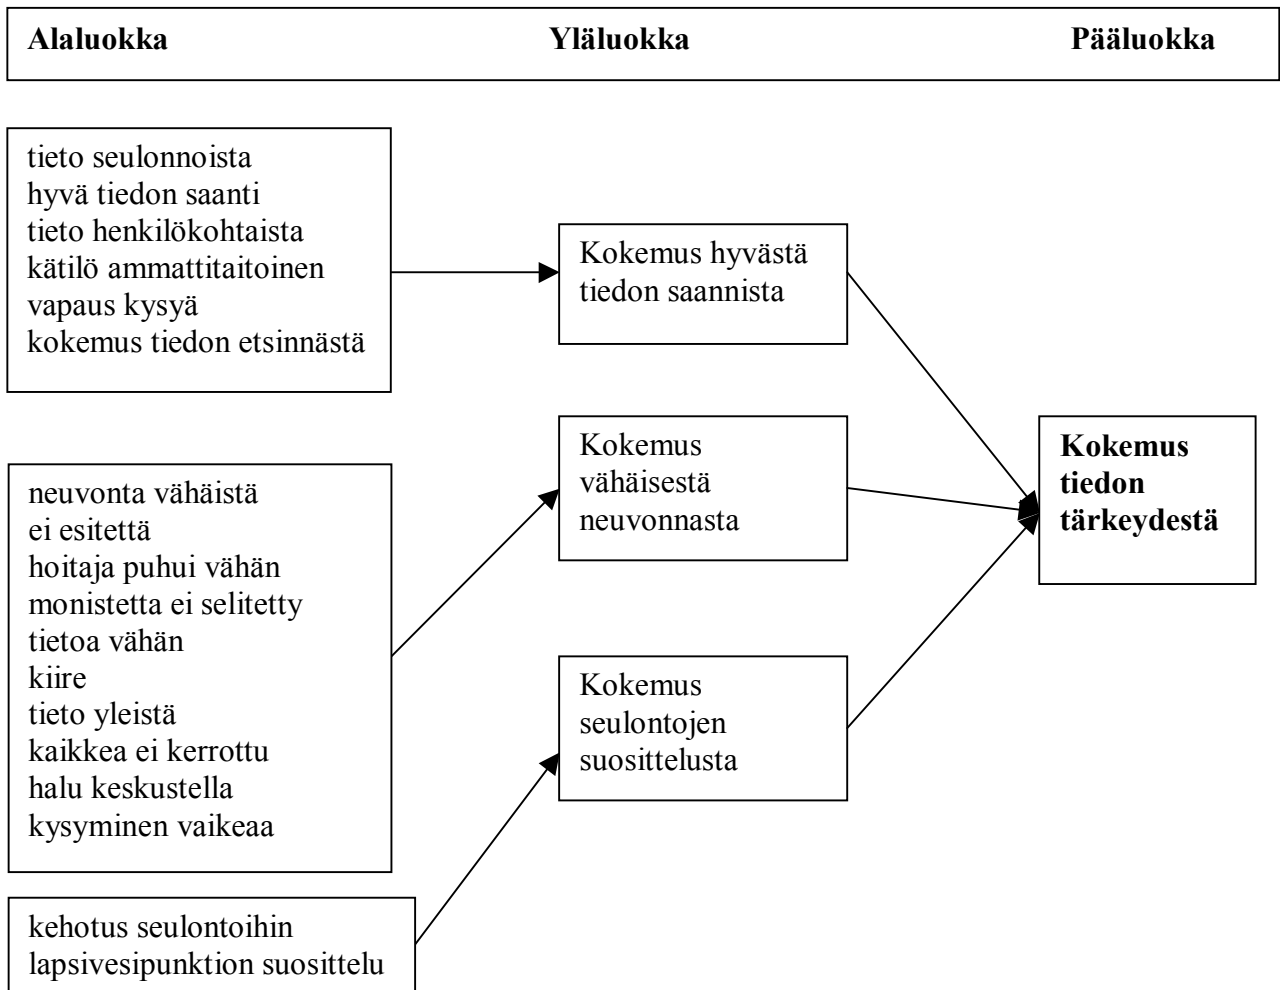 Alaluokka Yläluokka Pääluokka
tieto seulonnoista
hyvä tiedon saanti
tieto henkilökohtaista
kätilö ammattitaitoinen
vapaus kysyä
kokemus tiedon etsinnästä
Kokemus hyvästä
tiedon saannista
neuvonta vähäistä
ei esitettä
hoitaja puhui vähän
monistetta ei selitetty
tietoa vähän
kiire
tieto yleistä
kaikkea ei kerrottu
halu keskustella
kysyminen vaikeaa
Kokemus
vähäisestä
neuvonnasta
kehotus seulontoihin
lapsivesipunktion suosittelu
Kokemus
seulontojen
suosittelusta
Kokemus
tiedon
tärkeydestä